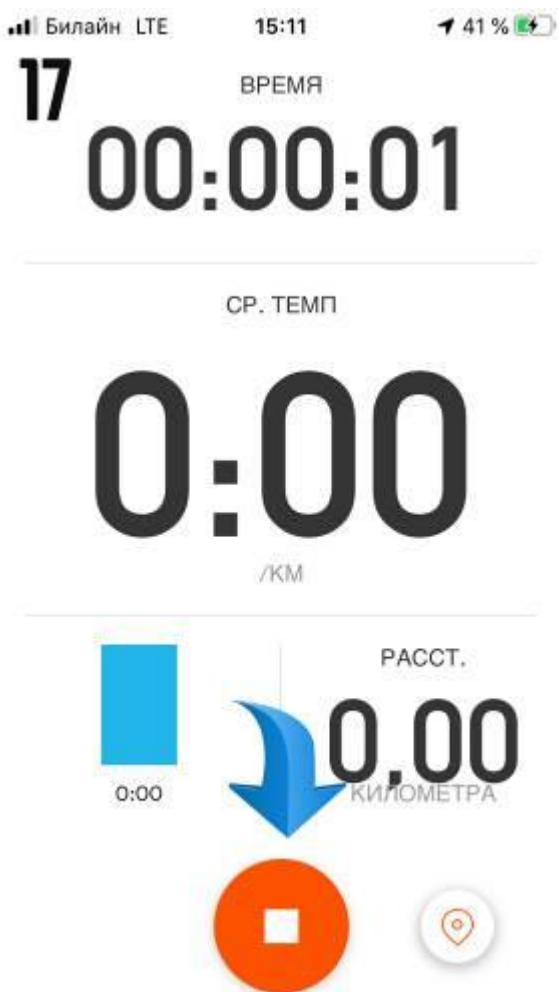 Билайн LTE 15:11 41 %
17
ВРЕМЯ
00:00:01
СР. ТЕМП
0:00
/КМ
РАССТ.
0,00
КИЛОМЕТРА
0:00